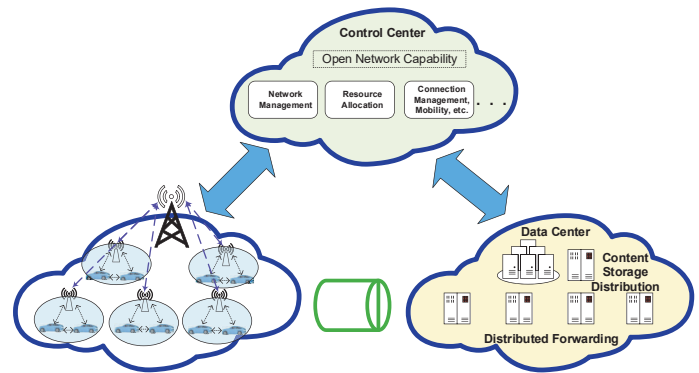 Control Center
Open Network Capability
Network
Management
Resource
Allocation
Connection
Management,
Mobility, etc.
. . .
Data Center
Content
Storage
Distribution
Distributed Forwarding